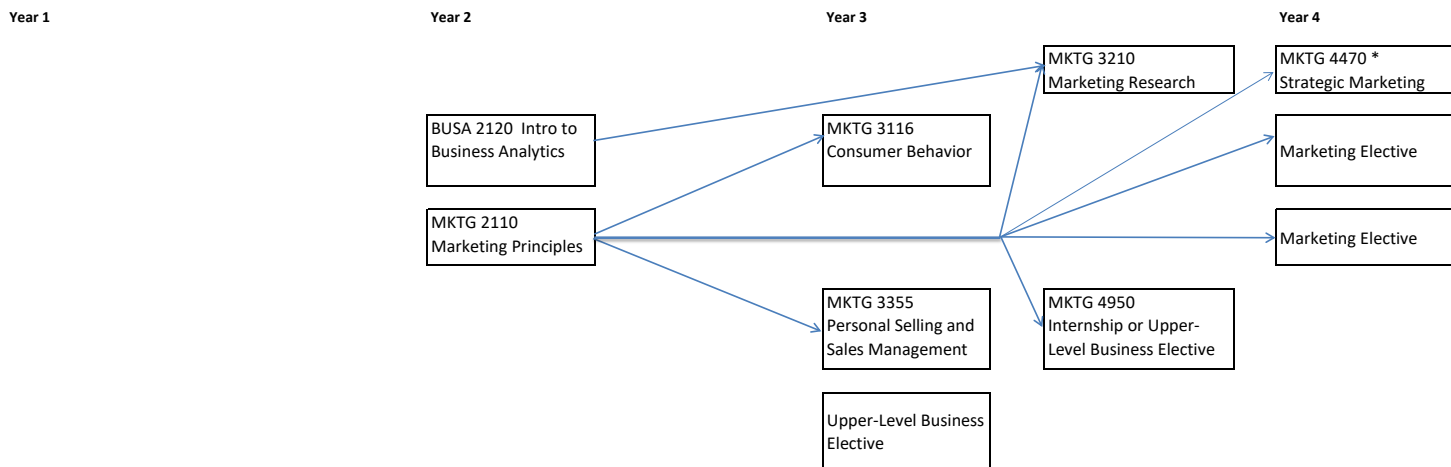 Year 1
Year 2
Year 3
Year 4
MKTG 3210
Marketing Research
MKTG 4470 *
Strategic Marketing
BUSA 2120  Intro to
Business Analytics
MKTG 3116
Consumer Behavior
Marketing Elective
MKTG 2110
Marketing Principles
Marketing Elective
MKTG 3355
Personal Selling and
Sales Management
MKTG 4950
Internship or Upper-
Level Business Elective
Upper-Level Business
Elective